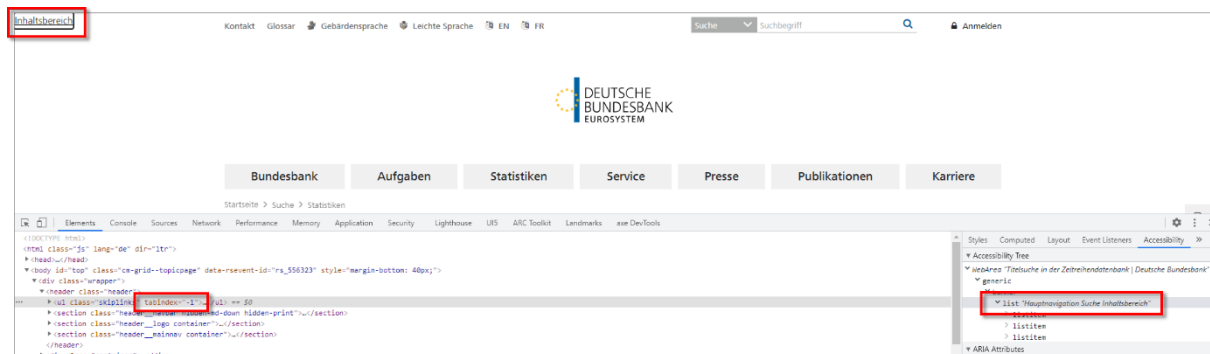 Inhaltsbereich
Kontakt Glossar Gebärdensprache Leichte Sprache EN FR Suche Suchbegriff Anmelden
DEUTSCHE
BUNDESBANK
EUROSYSTEM
Bundesbank Aufgaben Statistiken Service Presse Publikationen Karriere
Startseite > Suche > Statistiken
Elements Console Sources Network Performance Memory Application Security Lighthouse UI5 ARC Toolkit Landmarks axe DevTools
<!DOCTYPE html>
<html class="js" lang="de" dir="ltr">
<head>…</head>
<body id="top" class="cm-grid--topicpage" data-rsevent-id="rs_556323" style="margin-bottom: 40px;">
<div class="wrapper">
<header class="header">
<ul class="skiplinks" tabindex="-1">…</ul> == $0
<section class="header__navbar hidden-md-down hidden-print">…</section>
<section class="header__logo container">…</section>
<section class="header__mainnav container">…</section>
</header>
Styles Computed Layout Event Listeners Accessibility »
Accessibility Tree
WebArea "Titelsuche in der Zeitreihendatenbank | Deutsche Bundesbank"
generic
list "Hauptnavigation Suche Inhaltsbereich"
listitem
listitem
listitem
ARIA Attributes